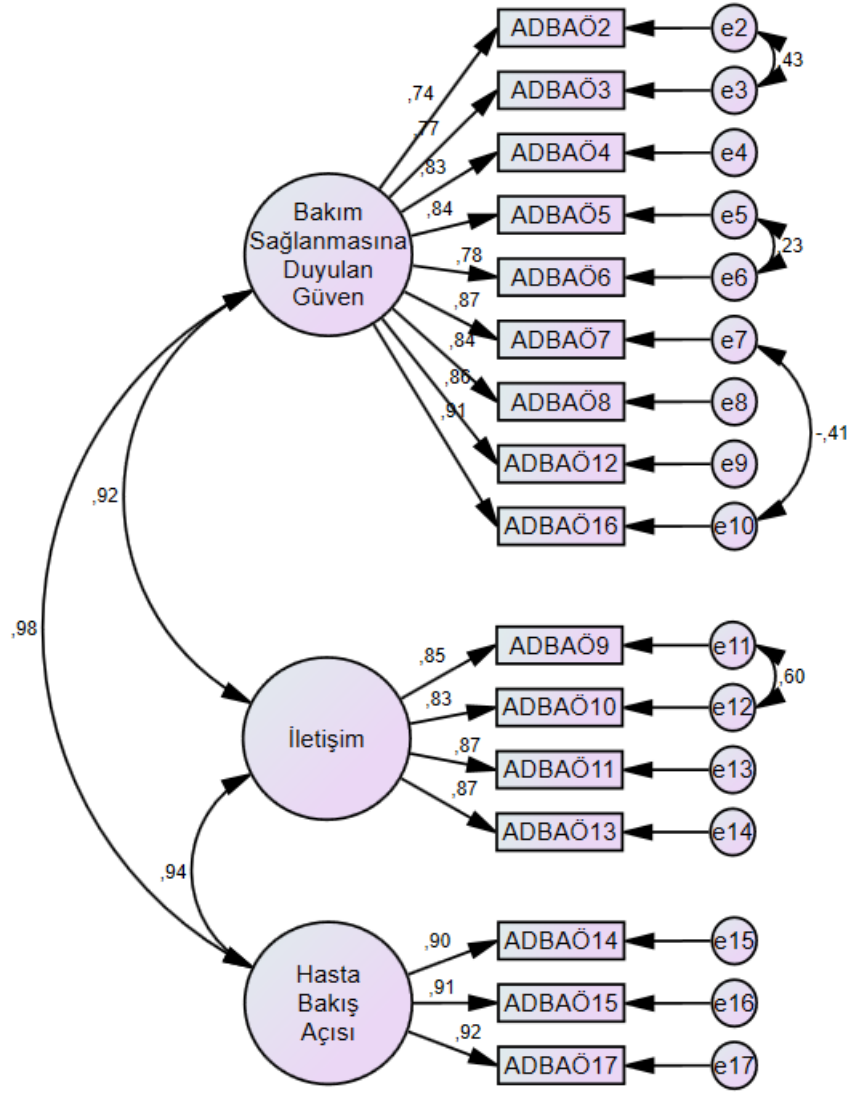 ADBAÖ2
e2
,43
ADBAÖ3
e3
,74
,77
ADBAÖ4
e4
,83
Bakım
Sağlanmasına
Duyulan
Güven
,84
ADBAÖ5
e5
,23
,78
ADBAÖ6
e6
,87
ADBAÖ7
e7
,84
,86
ADBAÖ8
e8
,91
-,41
ADBAÖ12
e9
ADBAÖ16
e10
,92
,98
ADBAÖ9
e11
,85
,60
,83
ADBAÖ10
e12
İletişim
,87
ADBAÖ11
e13
,87
ADBAÖ13
e14
,94
ADBAÖ14
e15
,90
Hasta
Bakış
Açısı
,91
ADBAÖ15
e16
,92
ADBAÖ17
e17